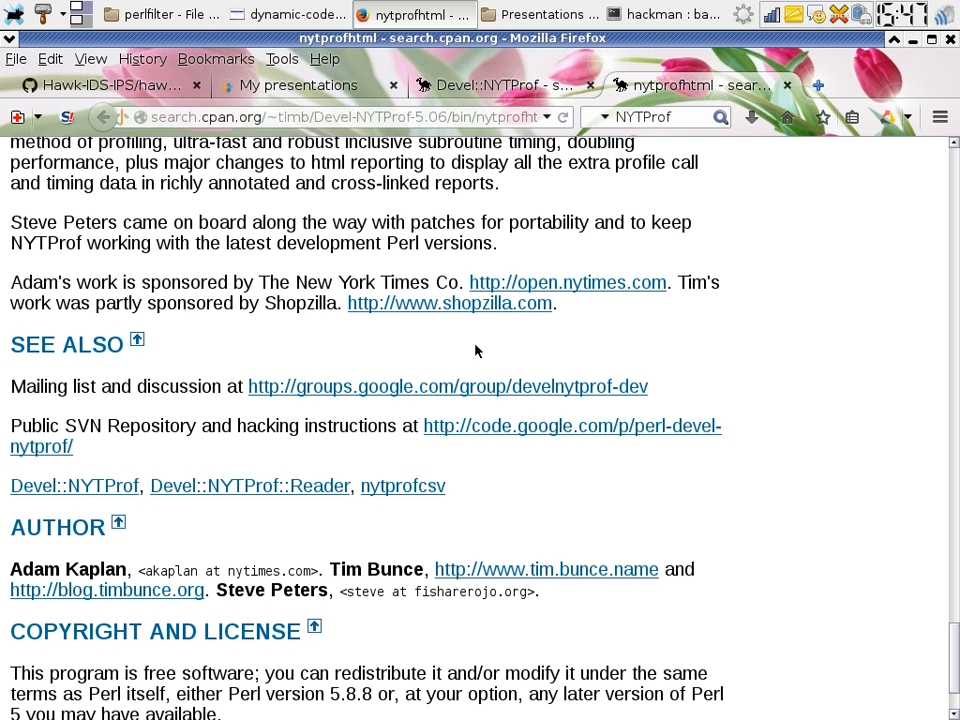 perlfilter - File ...
dynamic-code...
nytprofhtml - ...
Presentations ...
hackman : ba...
15:47
nytprofhtml - search.cpan.org - Mozilla Firefox
File Edit View History Bookmarks Tools Help
Hawk-IDS-IPS/haw...
My presentations
Devel::NYTProf - s...
nytprofhtml - sear...
search.cpan.org/~timb/Devel-NYTProf-5.06/bin/nytprofht
NYTProf
method of profiling, ultra-fast and robust inclusive subroutine timing, doubling
performance, plus major changes to html reporting to display all the extra profile call
and timing data in richly annotated and cross-linked reports.
Steve Peters came on board along the way with patches for portability and to keep
NYTProf working with the latest development Perl versions.
Adam's work is sponsored by The New York Times Co. http://open.nytimes.com. Tim's
work was partly sponsored by Shopzilla. http://www.shopzilla.com.
SEE ALSO
Mailing list and discussion at http://groups.google.com/group/develnytprof-dev
Public SVN Repository and hacking instructions at http://code.google.com/p/perl-devel-
nytprof/
Devel::NYTProf, Devel::NYTProf::Reader, nytprofcsv
AUTHOR
Adam Kaplan, <akaplan at nytimes.com>. Tim Bunce, http://www.tim.bunce.name and
http://blog.timbunce.org. Steve Peters, <steve at fisharerojo.org>.
COPYRIGHT AND LICENSE
This program is free software; you can redistribute it and/or modify it under the same
terms as Perl itself, either Perl version 5.8.8 or, at your option, any later version of Perl
5 you may have available.